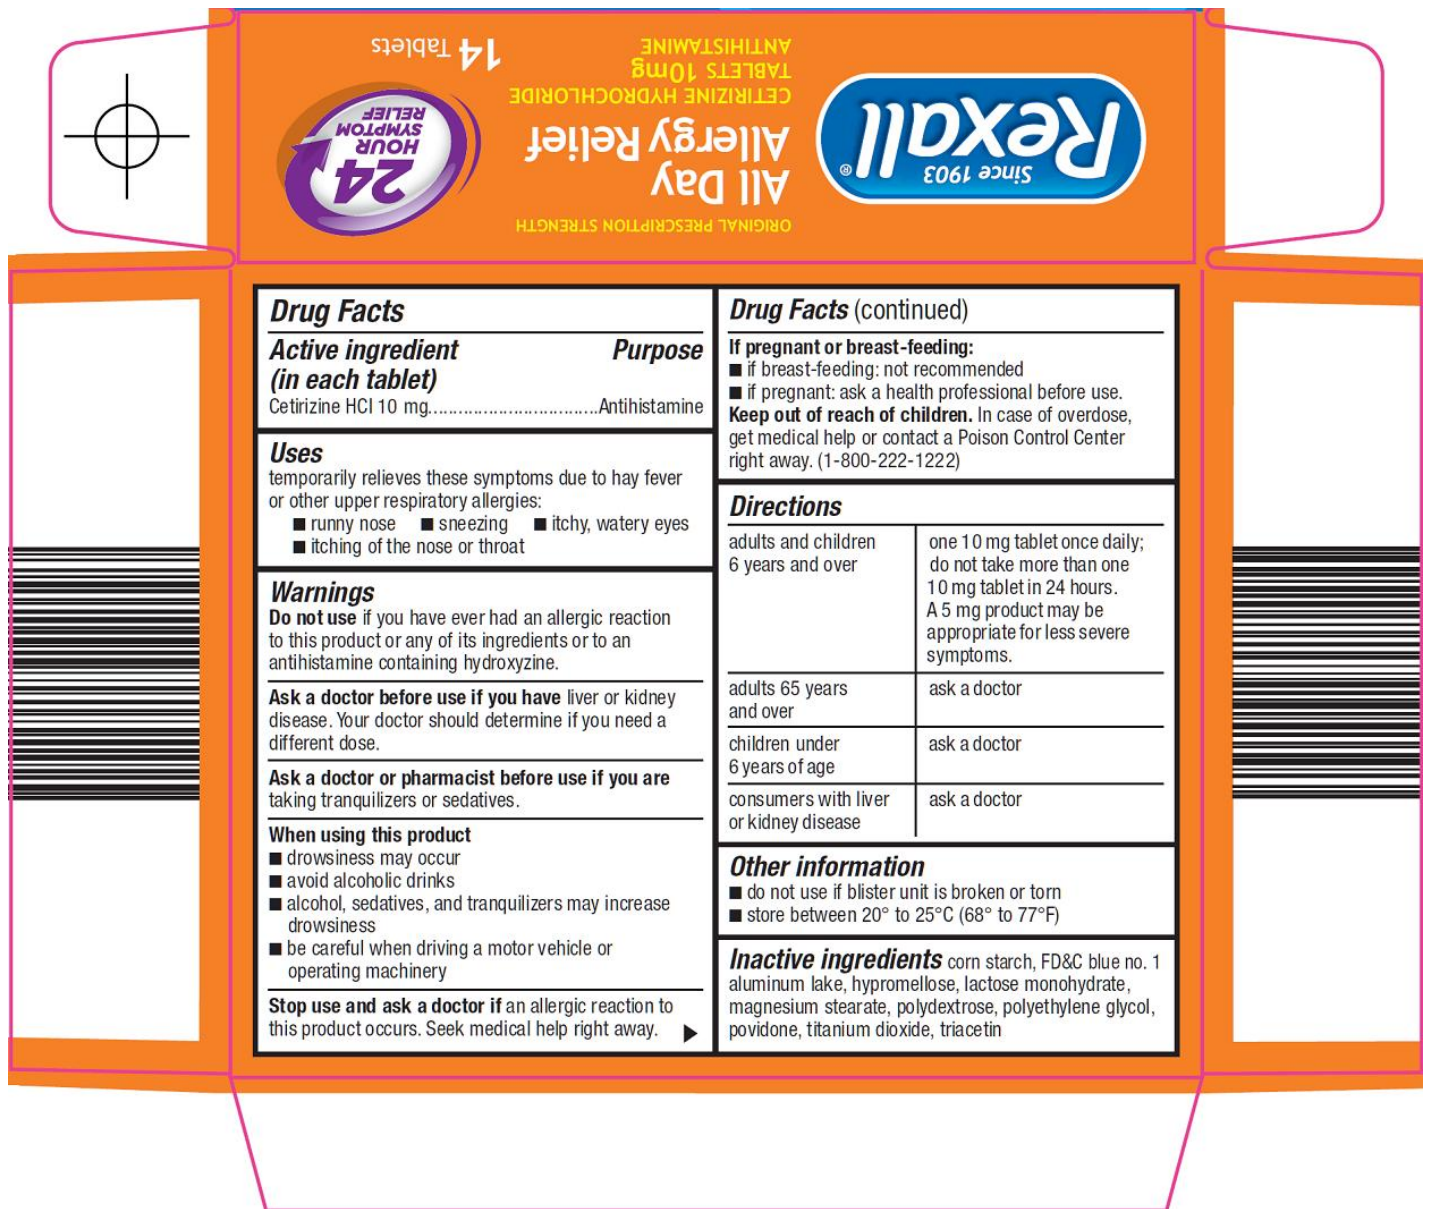 ORIGINAL PRESCRIPTION STRENGTH
All Day
Allergy Relief
CETIRIZINE HYDROCHLORIDE
TABLETS 10mg
ANTIHISTAMINE
Since 1903
Rexall®
24
HOUR
SYMPTOM
RELIEF
14 Tablets
Drug Facts
Active ingredient Purpose
(in each tablet)
Cetirizine HCl 10 mg..................................Antihistamine
Uses
temporarily relieves these symptoms due to hay fever
or other upper respiratory allergies:
■ runny nose ■ sneezing ■ itchy, watery eyes
■ itching of the nose or throat
Warnings
Do not use if you have ever had an allergic reaction
to this product or any of its ingredients or to an
antihistamine containing hydroxyzine.
Ask a doctor before use if you have liver or kidney
disease. Your doctor should determine if you need a
different dose.
Ask a doctor or pharmacist before use if you are
taking tranquilizers or sedatives.
When using this product
■ drowsiness may occur
■ avoid alcoholic drinks
■ alcohol, sedatives, and tranquilizers may increase
drowsiness
■ be careful when driving a motor vehicle or
operating machinery
Stop use and ask a doctor if an allergic reaction to
this product occurs. Seek medical help right away.
Drug Facts (continued)
If pregnant or breast-feeding:
■ if breast-feeding: not recommended
■ if pregnant: ask a health professional before use.
Keep out of reach of children. In case of overdose,
get medical help or contact a Poison Control Center
right away. (1-800-222-1222)
Directions
adults and children
6 years and over
one 10 mg tablet once daily;
do not take more than one
10 mg tablet in 24 hours.
A 5 mg product may be
appropriate for less severe
symptoms.
adults 65 years
and over
ask a doctor
children under
6 years of age
ask a doctor
consumers with liver
or kidney disease
ask a doctor
Other information
■ do not use if blister unit is broken or torn
■ store between 20° to 25°C (68° to 77°F)
Inactive ingredients corn starch, FD&C blue no. 1
aluminum lake, hypromellose, lactose monohydrate,
magnesium stearate, polydextrose, polyethylene glycol,
povidone, titanium dioxide, triacetin